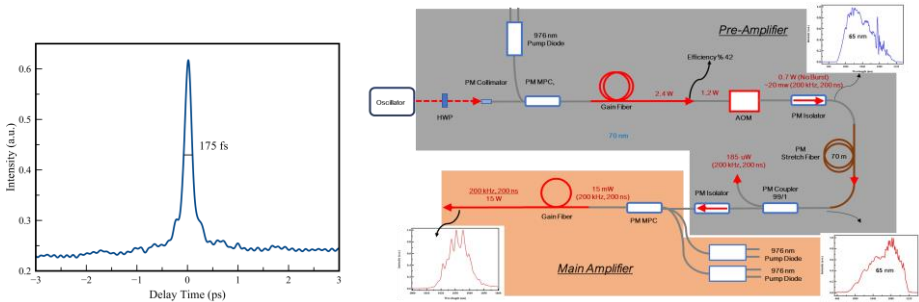 0.6
0.5
0.4
0.3
0.2
Intensity (a.u.)
175 fs
−3
−2
−1
0
1
2
3
Delay Time (ps)
Pre-Amplifier
976 nm
Pump Diode
65 nm
Efficiency % 42
0.7 W (No Burst)
~20 mw (200 kHz, 200 ns)
PM Collimator
PM MPC,
Oscillator
HWP
Gain Fiber
2.4 W
1.2 W
AOM
PM Isolator
70 nm
PM
Stretch Fiber
70 m
185 uW
(200 kHz, 200 ns)
PM Coupler
99/1
PM Isolator
200 kHz, 200 ns
15 W
15 mW
(200 kHz, 200 ns)
Gain Fiber
PM MPC
976 nm
Pump Diode
976 nm
Pump Diode
Main Amplifier
65 nm